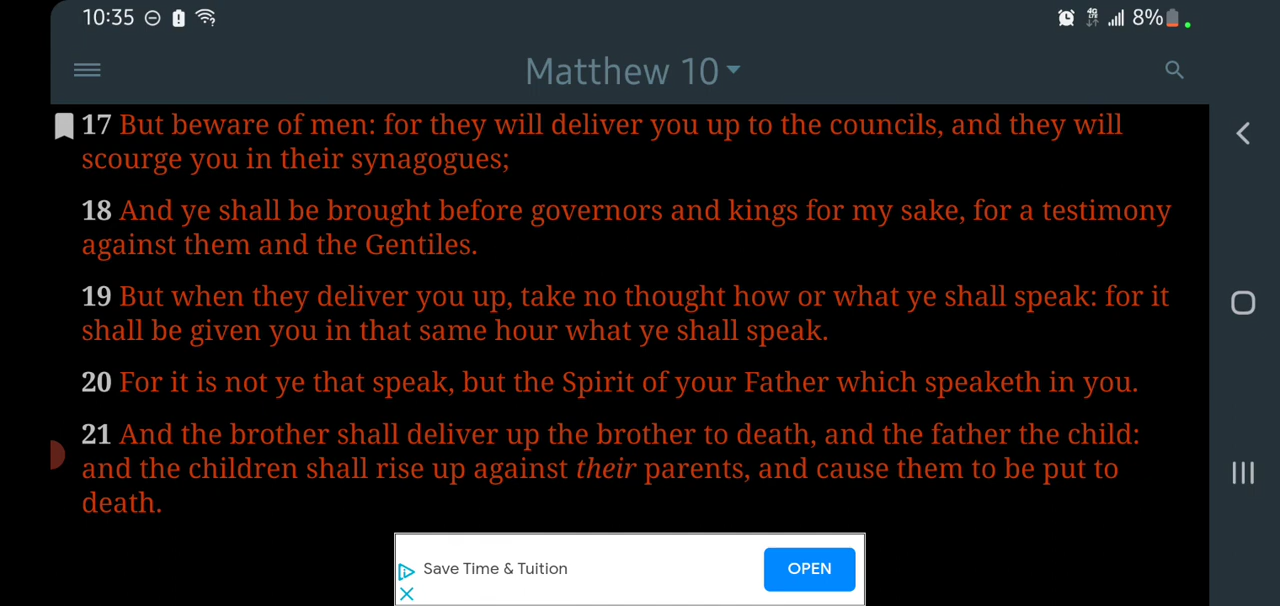 10:35
8%
Matthew 10
17 But beware of men: for they will deliver you up to the councils, and they will
scourge you in their synagogues;
18 And ye shall be brought before governors and kings for my sake, for a testimony
against them and the Gentiles.
19 But when they deliver you up, take no thought how or what ye shall speak: for it
shall be given you in that same hour what ye shall speak.
20 For it is not ye that speak, but the Spirit of your Father which speaketh in you.
21 And the brother shall deliver up the brother to death, and the father the child:
and the children shall rise up against their parents, and cause them to be put to
death.
Save Time & Tuition
OPEN